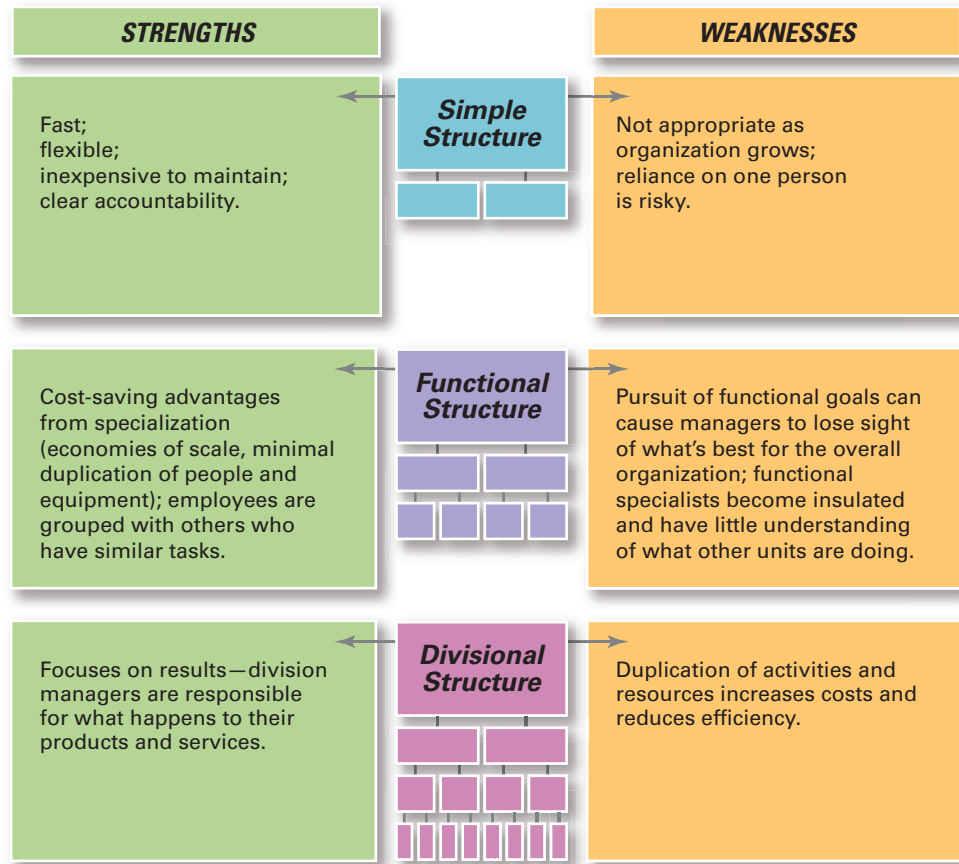 STRENGTHS
WEAKNESSES
Fast;
flexible;
inexpensive to maintain;
clear accountability.
Simple
Structure
Not appropriate as
organization grows;
reliance on one person
is risky.
Cost-saving advantages
from specialization
(economies of scale, minimal
duplication of people and
equipment); employees are
grouped with others who
have similar tasks.
Functional
Structure
Pursuit of functional goals can
cause managers to lose sight
of what’s best for the overall
organization; functional
specialists become insulated
and have little understanding
of what other units are doing.
Focuses on results—division
managers are responsible
for what happens to their
products and services.
Divisional
Structure
Duplication of activities and
resources increases costs and
reduces efficiency.